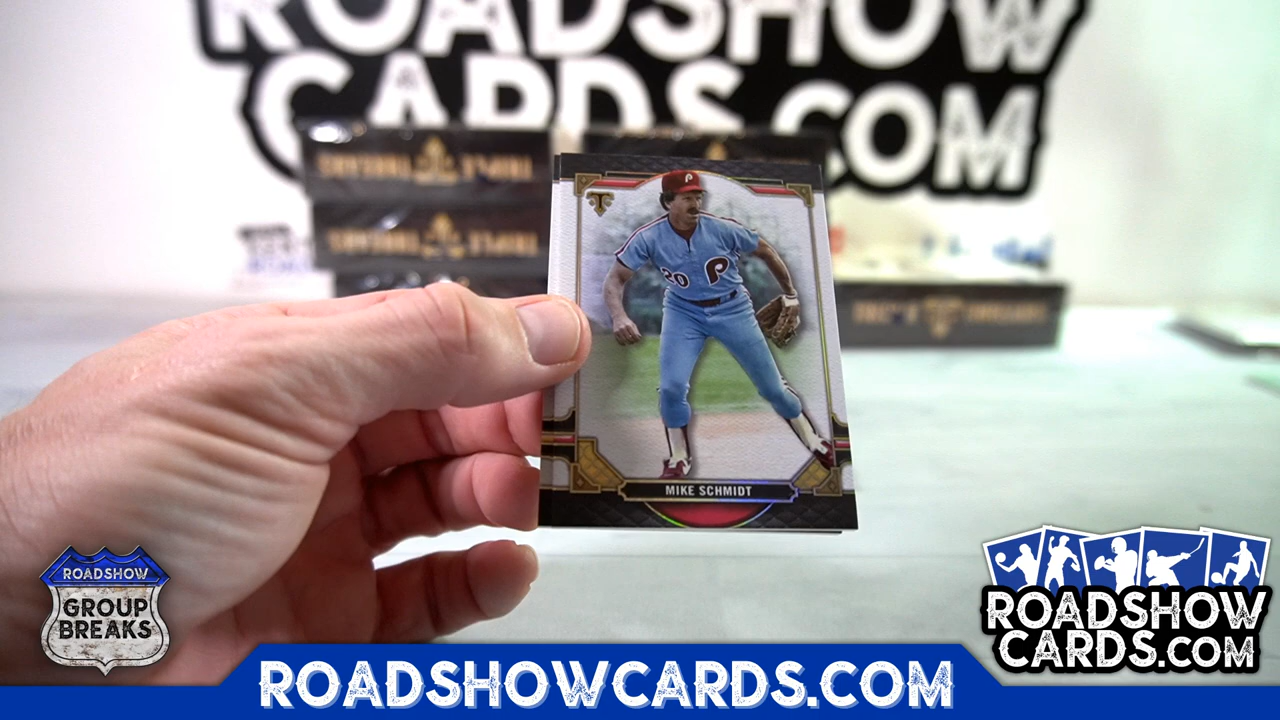 ROADSHOW
CARDS.COM
P
20 P
MIKE SCHMIDT
ROADSHOW
GROUP
BREAKS
ROADSHOW
CARDS.COM
ROADSHOWCARDS.COM